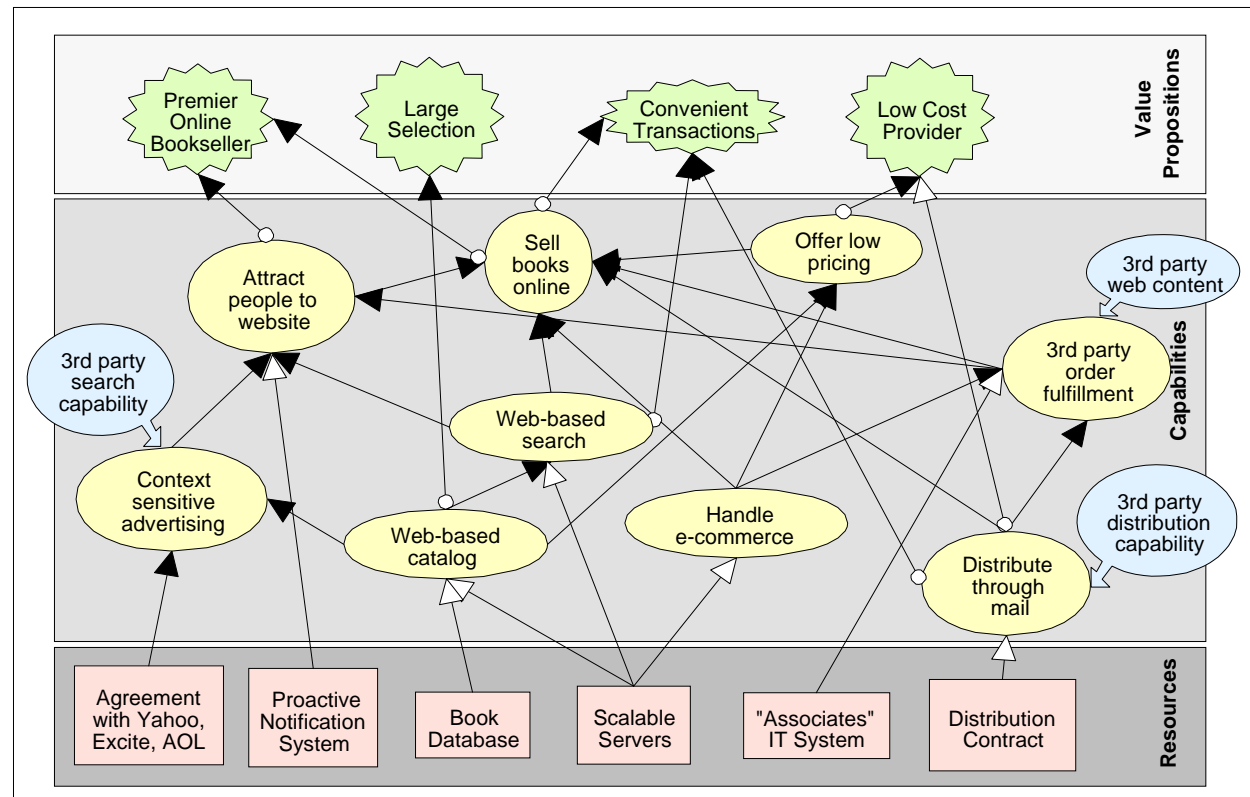 Premier
Online
Bookseller
Large
Selection
Convenient
Transactions
Low Cost
Provider
Value
Propositions
Attract
people to
website
Sell
books
online
Offer low
pricing
3rd party
web content
3rd party
search
capability
Web-based
search
3rd party
order
fulfillment
Capabilities
Context
sensitive
advertising
Web-based
catalog
Handle
e-commerce
Distribute
through
mail
3rd party
distribution
capability
Agreement
with Yahoo,
Excite, AOL
Proactive
Notification
System
Book
Database
Scalable
Servers
"Associates"
IT System
Distribution
Contract
Resources